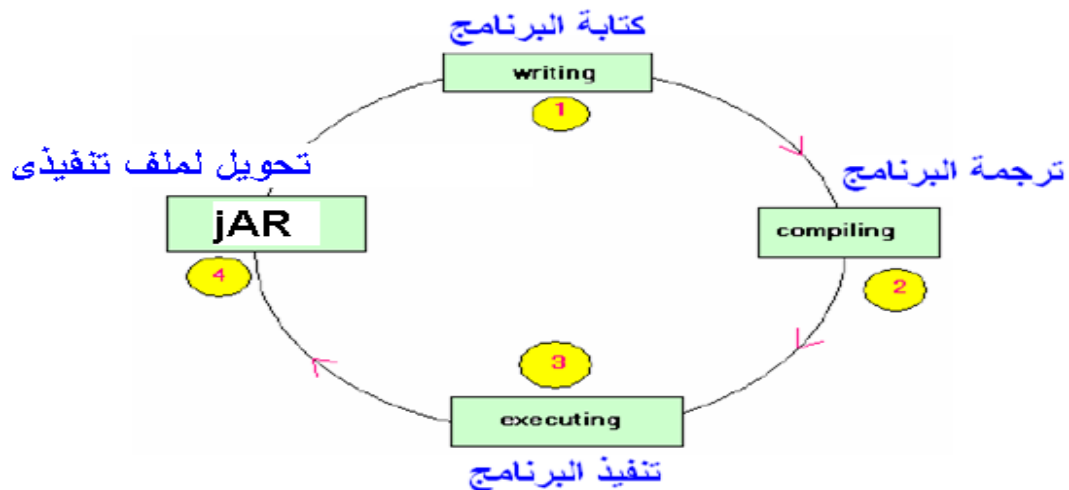 كتابة البرنامج
writing
1
ترجمة البرنامج
compiling
2
3
executing
تنفيذ البرنامج
تحويل لملف تنفيذى
jAR
4